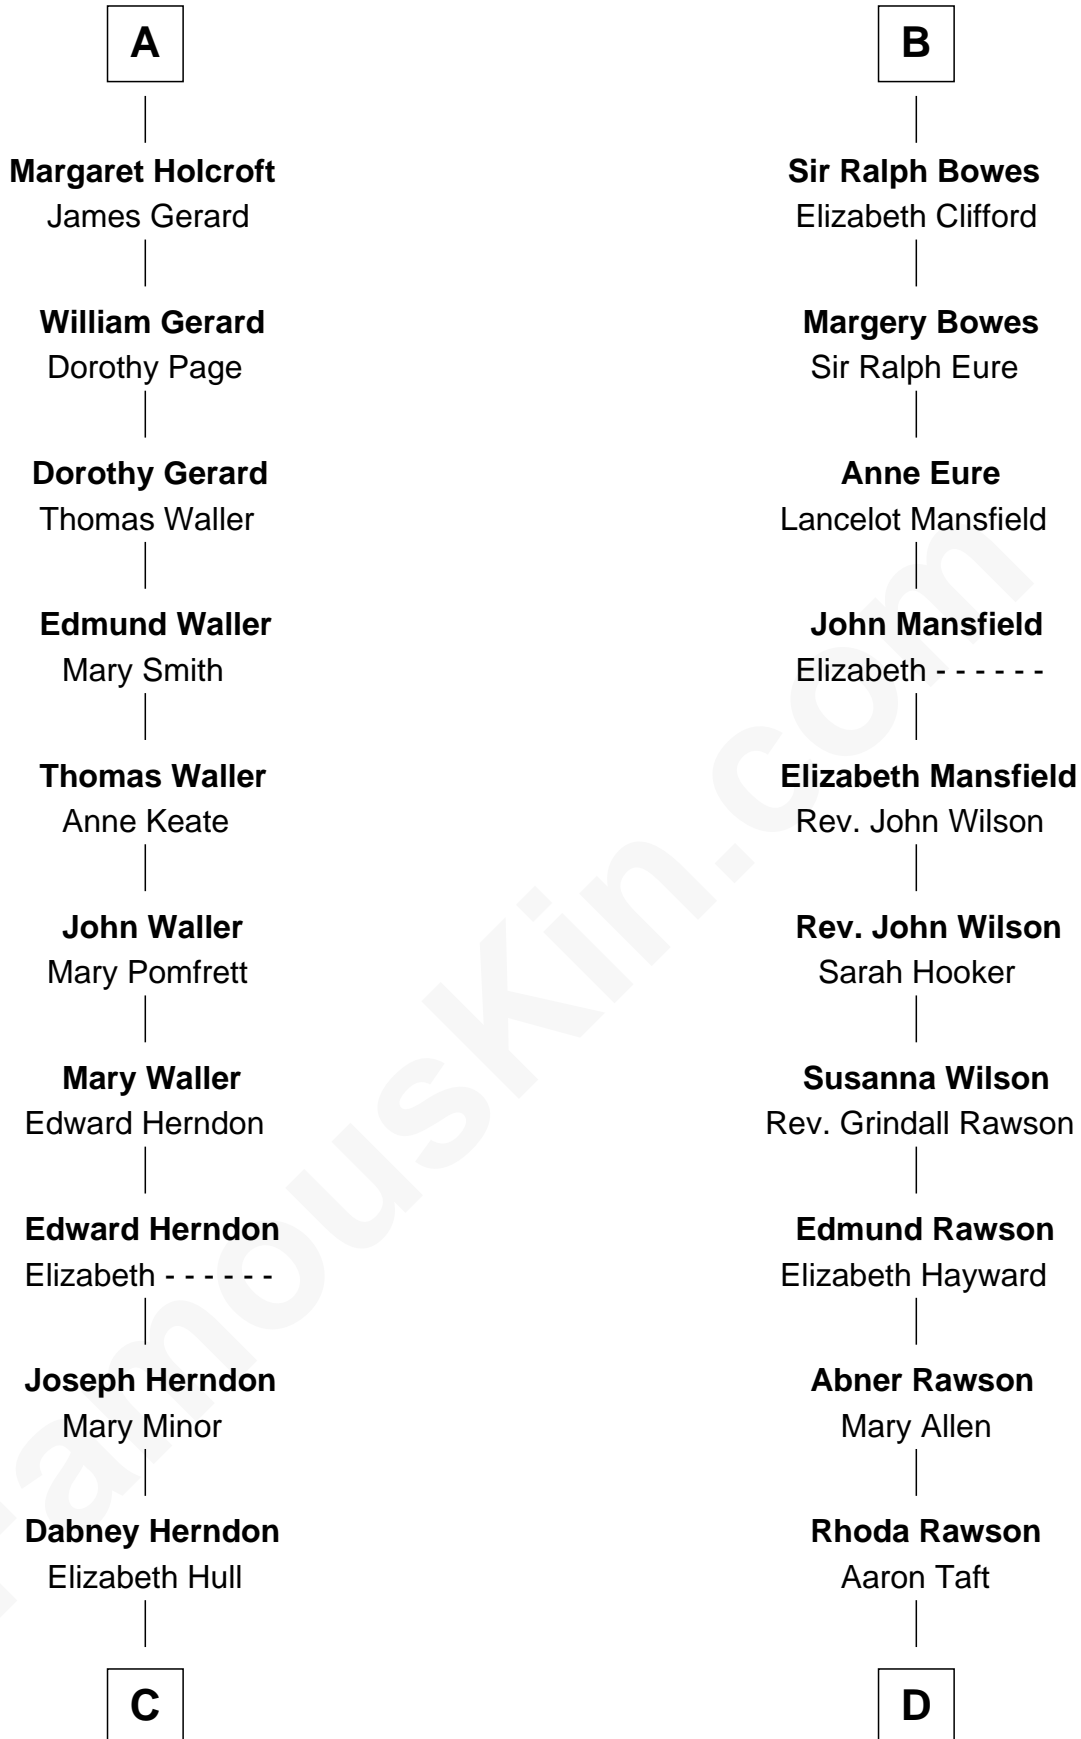 A
Margaret Holcroft
James Gerard
William Gerard
Dorothy Page
Dorothy Gerard
Thomas Waller
Edmund Waller
Mary Smith
Thomas Waller
Anne Keate
John Waller
Mary Pomfrett
Mary Waller
Edward Herndon
Edward Herndon
Elizabeth - - - - - -
Joseph Herndon
Mary Minor
Dabney Herndon
Elizabeth Hull
C
B
Sir Ralph Bowes
Elizabeth Clifford
Margery Bowes
Sir Ralph Eure
Anne Eure
Lancelot Mansfield
John Mansfield
Elizabeth - - - - - -
Elizabeth Mansfield
Rev. John Wilson
Rev. John Wilson
Sarah Hooker
Susanna Wilson
Rev. Grindall Rawson
Edmund Rawson
Elizabeth Hayward
Abner Rawson
Mary Allen
Rhoda Rawson
Aaron Taft
D
FamousKin.com